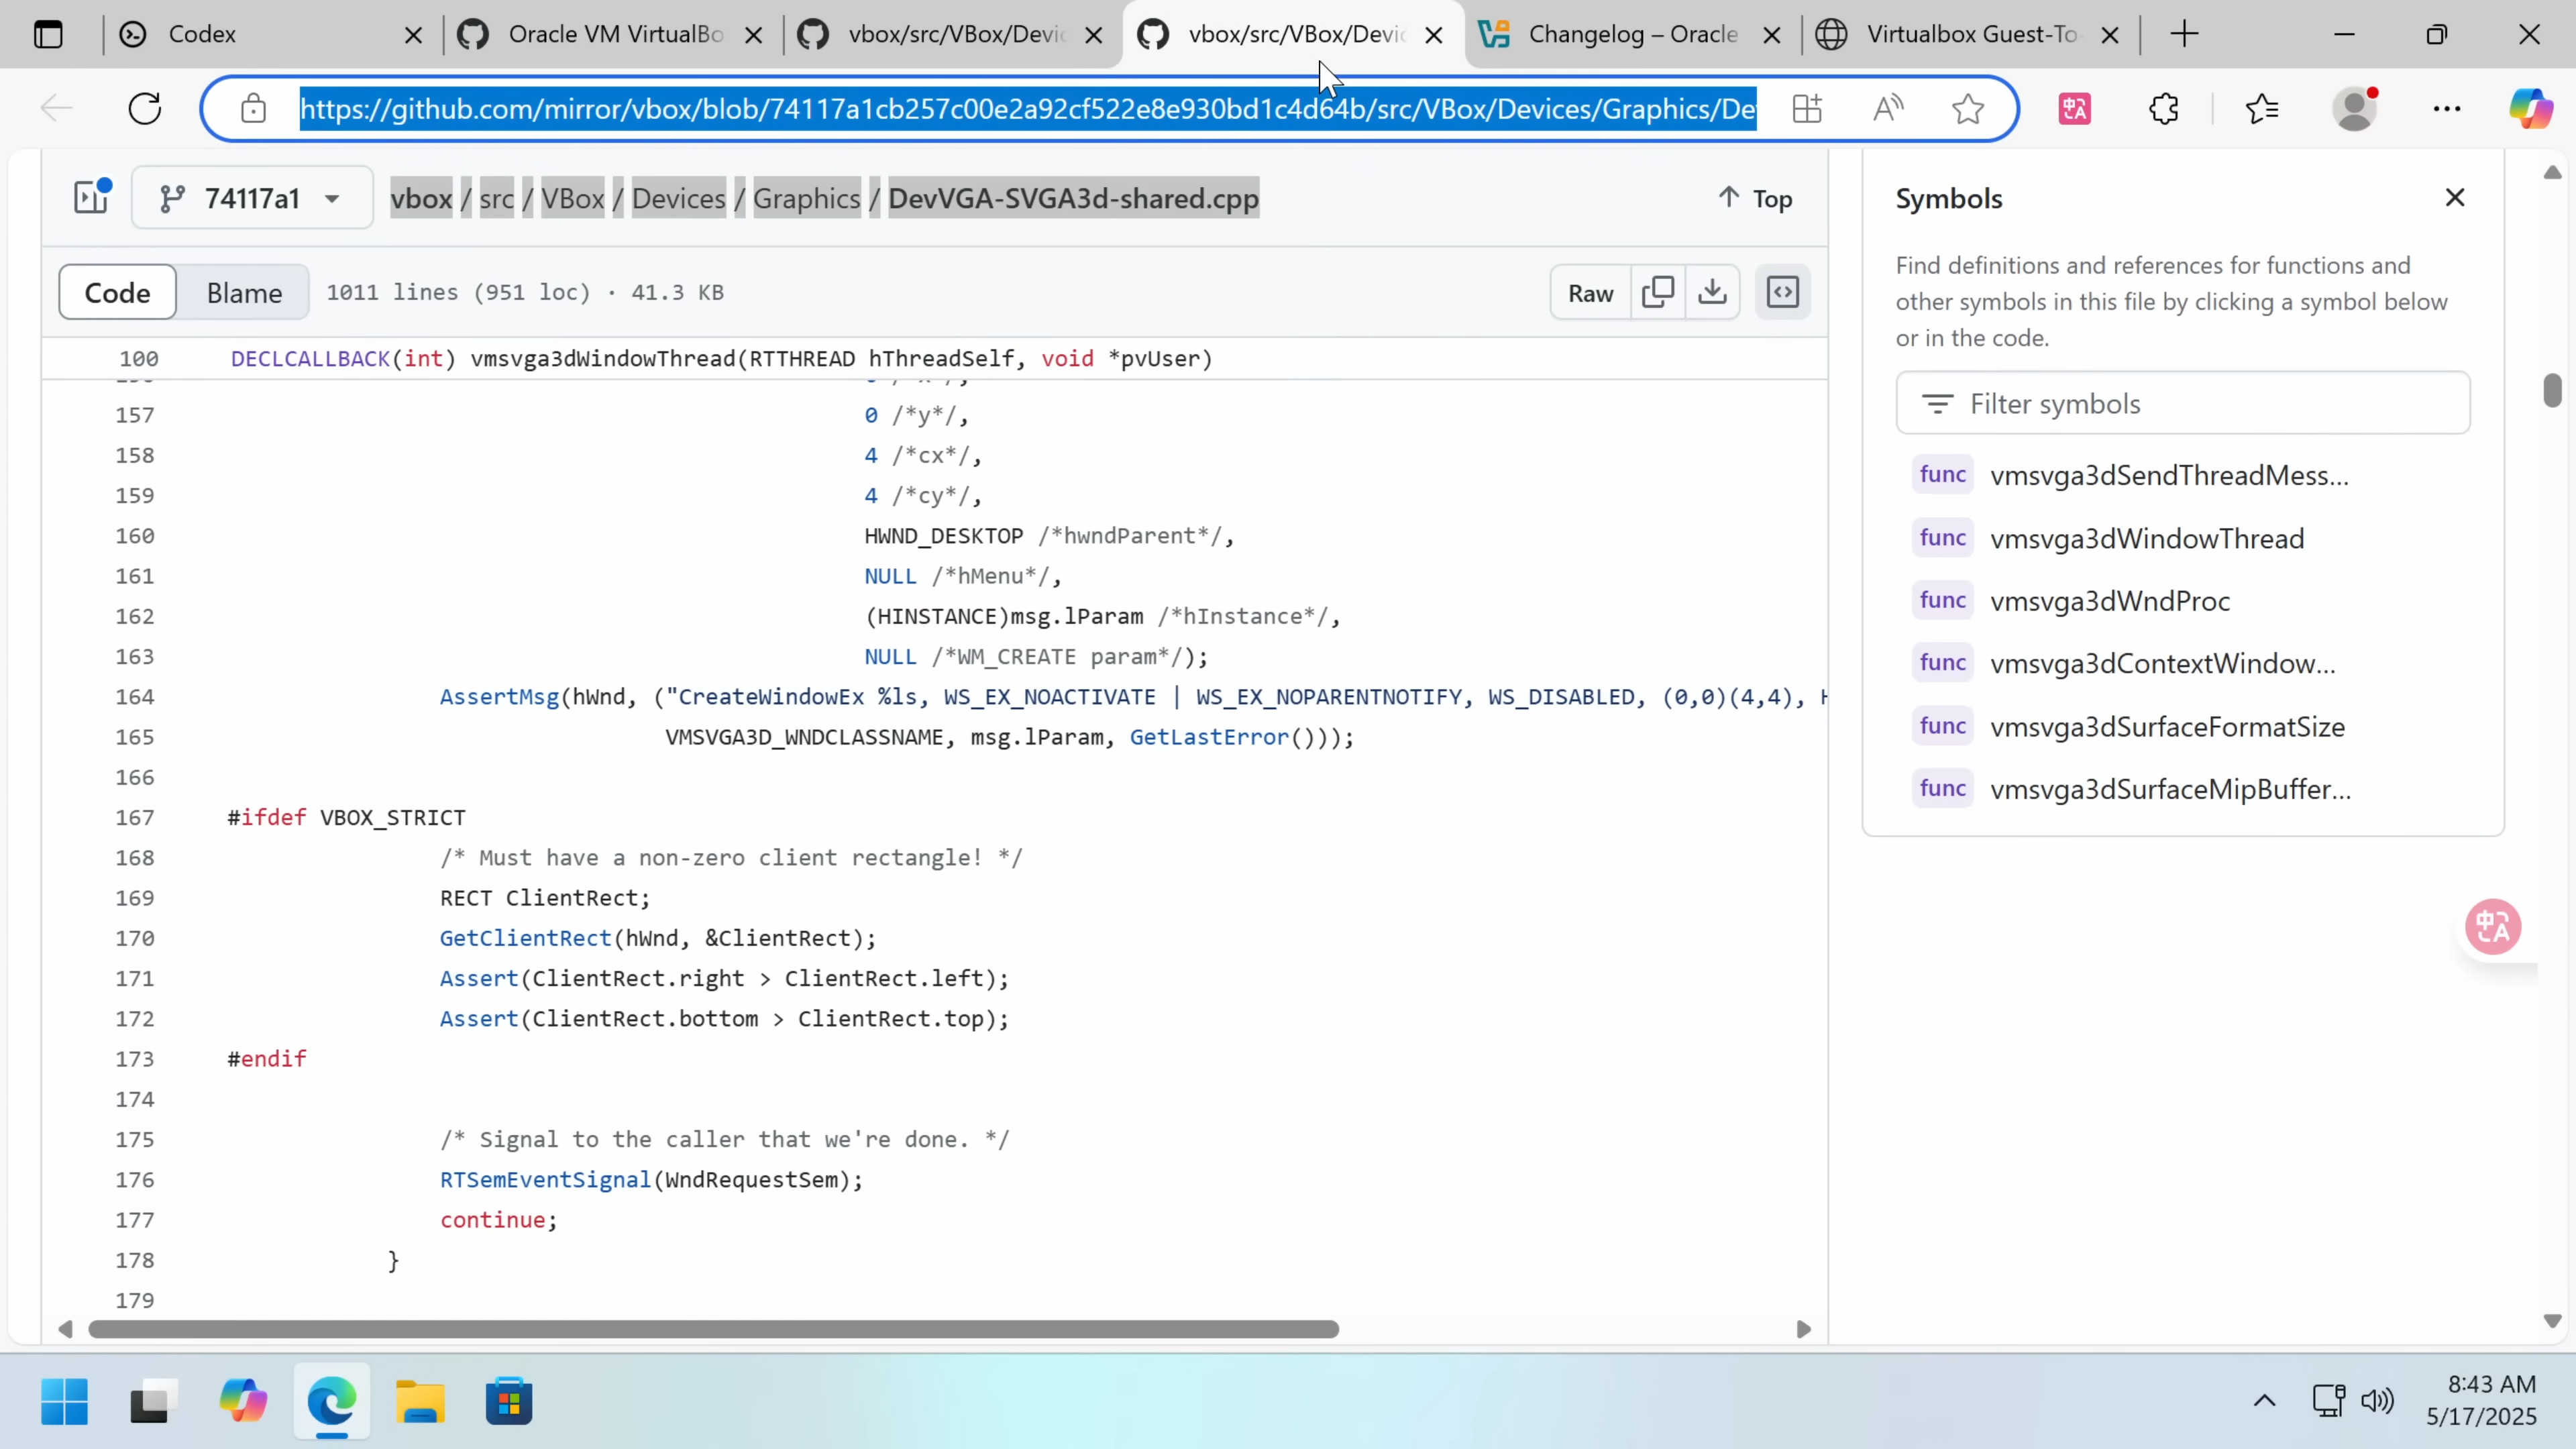 Codex
Oracle VM VirtualBo
vbox/src/VBox/Devic
vbox/src/VBox/Devic
Changelog – Oracle
Virtualbox Guest-To
https://github.com/mirror/vbox/blob/74117a1cb257c00e2a92cf522e8e930bd1c4d64b/src/VBox/Devices/Graphics/De
74117a1
vbox / src / VBox / Devices / Graphics / DevVGA-SVGA3d-shared.cpp
Top
Code
Blame
1011 lines (951 loc) · 41.3 KB
Raw
100 DECLCALLBACK(int) vmsvga3dWindowThread(RTTHREAD hThreadSelf, void *pvUser)
157 0 /*y*/,
158 4 /*cx*/,
159 4 /*cy*/,
160 HWND_DESKTOP /*hwndParent*/,
161 NULL /*hMenu*/,
162 (HINSTANCE)msg.lParam /*hInstance*/,
163 NULL /*WM_CREATE param*/);
164 AssertMsg(hWnd, ("CreateWindowEx %ls, WS_EX_NOACTIVATE | WS_EX_NOPARENTNOTIFY, WS_DISABLED, (0,0)(4,4),
165 VMSVGA3D_WNDCLASSNAME, msg.lParam, GetLastError()));
166
167 #ifdef VBOX_STRICT
168 /* Must have a non-zero client rectangle! */
169 RECT ClientRect;
170 GetClientRect(hWnd, &ClientRect);
171 Assert(ClientRect.right > ClientRect.left);
172 Assert(ClientRect.bottom > ClientRect.top);
173 #endif
174
175 /* Signal to the caller that we're done. */
176 RTSemEventSignal(WndRequestSem);
177 continue;
178 }
179
Symbols
Find definitions and references for functions and
other symbols in this file by clicking a symbol below
or in the code.
Filter symbols
func vmsvga3dSendThreadMess...
func vmsvga3dWindowThread
func vmsvga3dWndProc
func vmsvga3dContextWindow...
func vmsvga3dSurfaceFormatSize
func vmsvga3dSurfaceMipBuffer...
8:43 AM
5/17/2025